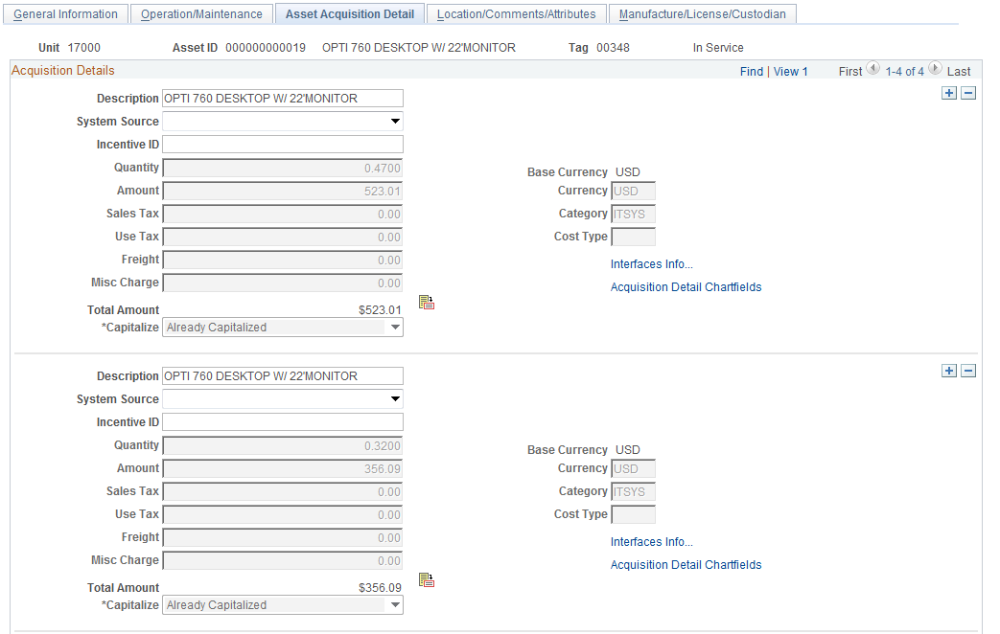 General Information Operation/Maintenance Asset Acquisition Detail Location/Comments/Attributes Manufacture/License/Custodian
Unit 17000 Asset ID 000000000019 OPTI 760 DESKTOP W/ 22'MONITOR Tag 00348 In Service
Acquisition Details Find | View 1 First 1-4 of 4 Last
Description OPTI 760 DESKTOP W/ 22'MONITOR
System Source
Incentive ID
Quantity 0.4700 Base Currency USD
Amount 523.01 Currency USD
Sales Tax 0.00 Category ITSYS
Use Tax 0.00 Cost Type
Freight 0.00 Interfaces Info...
Misc Charge 0.00 Acquisition Detail Chartfields
Total Amount $523.01
*Capitalize Already Capitalized
Description OPTI 760 DESKTOP W/ 22'MONITOR
System Source
Incentive ID
Quantity 0.3200 Base Currency USD
Amount 356.09 Currency USD
Sales Tax 0.00 Category ITSYS
Use Tax 0.00 Cost Type
Freight 0.00 Interfaces Info...
Misc Charge 0.00 Acquisition Detail Chartfields
Total Amount $356.09
*Capitalize Already Capitalized